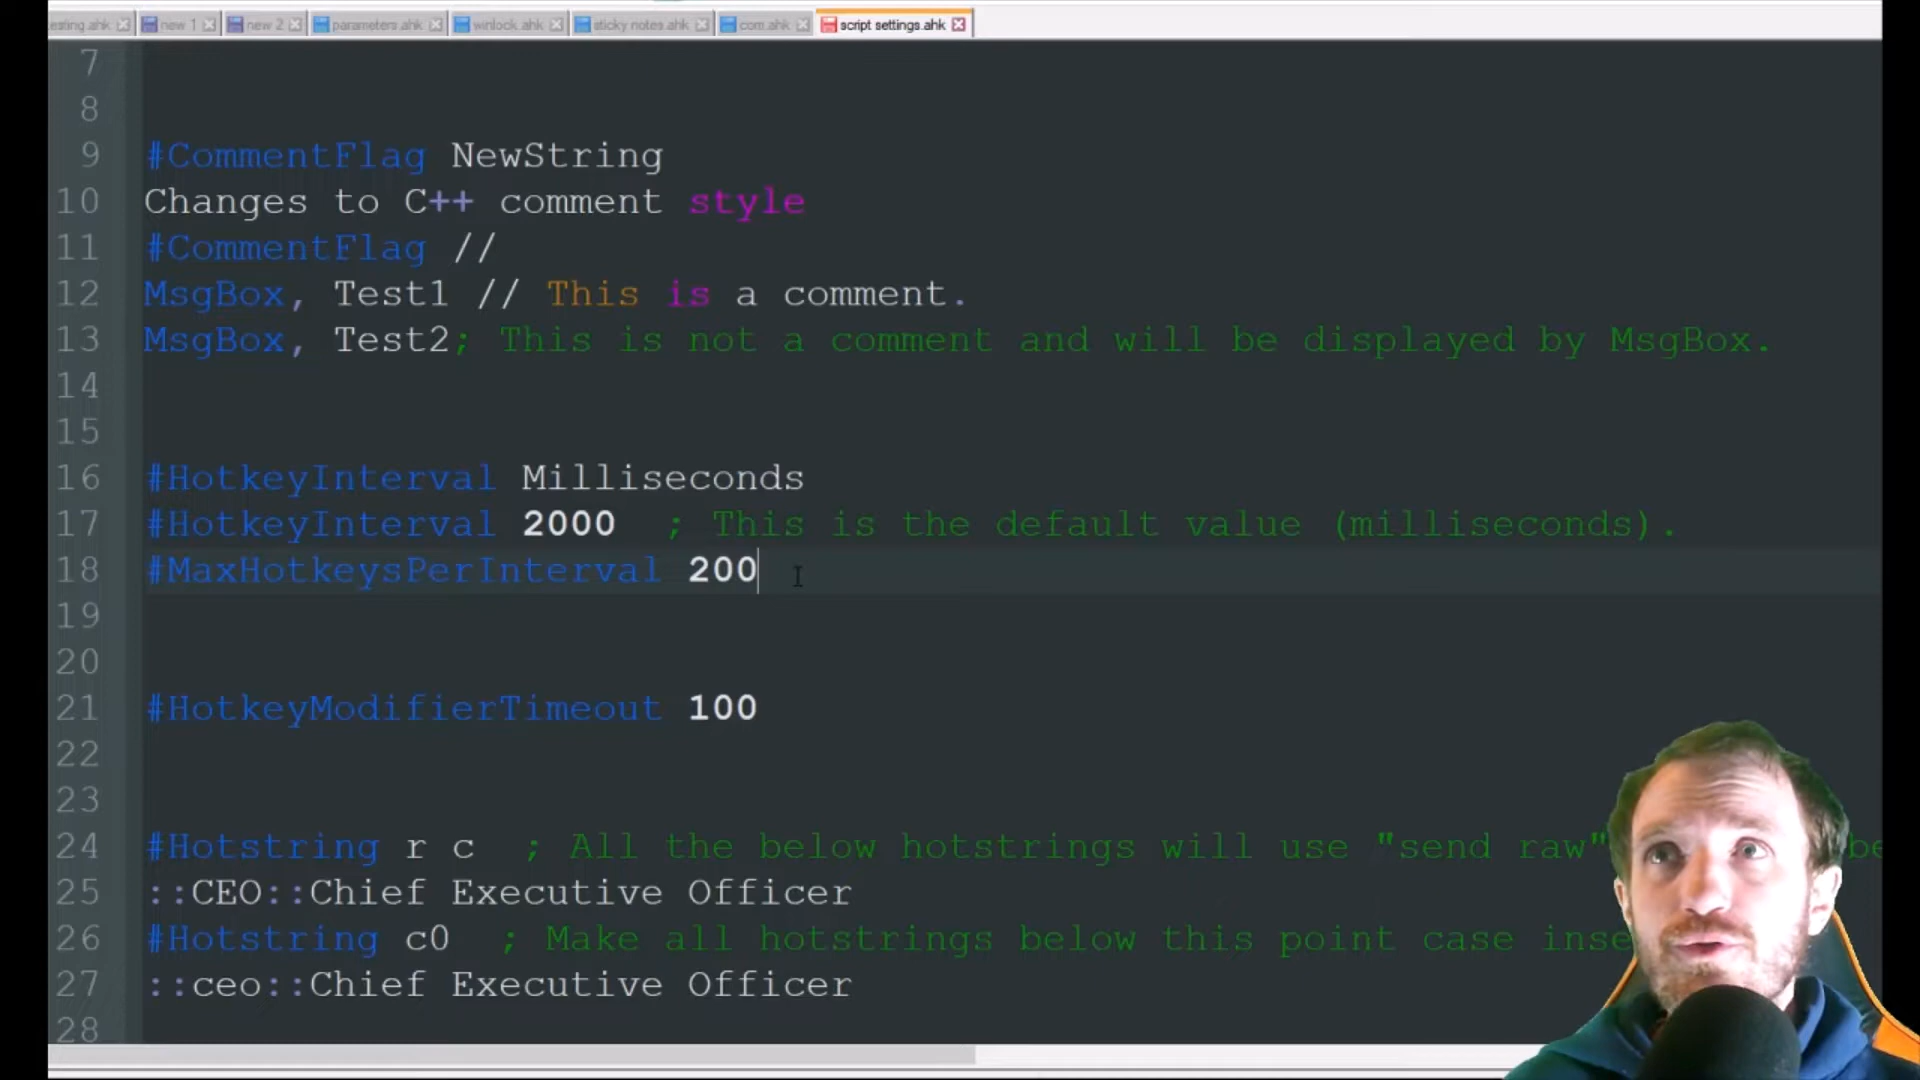 esting.ahk new 1 new 2 parameters.ahk winlock.ahk sticky notes.ahk com.ahk script settings.ahk
7
8
9 #CommentFlag NewString
10 Changes to C++ comment style
11 #CommentFlag //
12 MsgBox, Test1 // This is a comment.
13 MsgBox, Test2; This is not a comment and will be displayed by MsgBox.
14
15
16 #HotkeyInterval Milliseconds
17 #HotkeyInterval 2000 ; This is the default value (milliseconds).
18 #MaxHotkeysPerInterval 200
19
20
21 #HotkeyModifierTimeout 100
22
23
24 #Hotstring r c ; All the below hotstrings will use "send raw" be
25 ::CEO::Chief Executive Officer
26 #Hotstring c0 ; Make all hotstrings below this point case inse
27 ::ceo::Chief Executive Officer
28